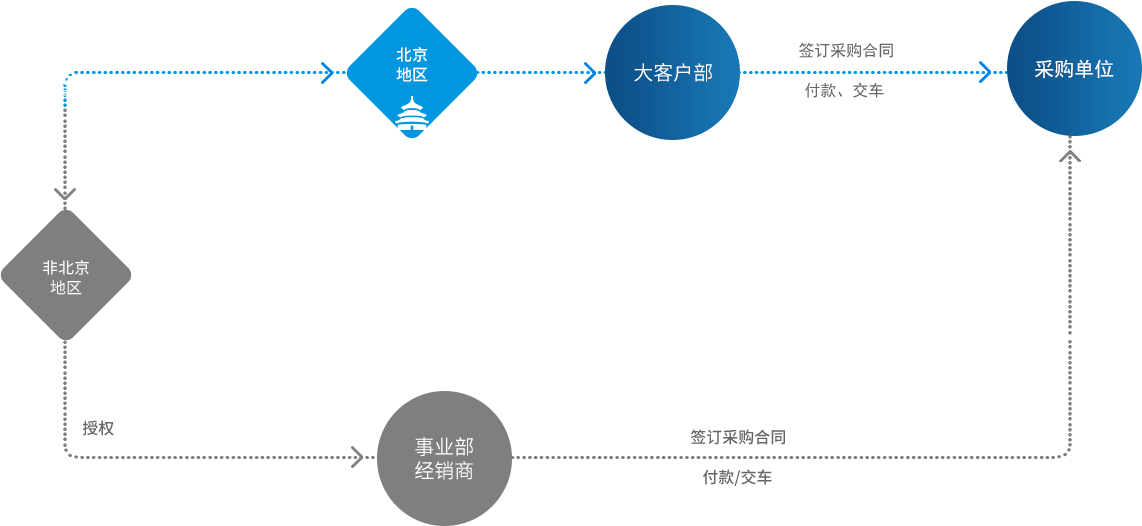 北京
地区
大客户部
签订采购合同
付款、交车
采购单位
非北京
地区
授权
事业部
经销商
签订采购合同
付款/交车